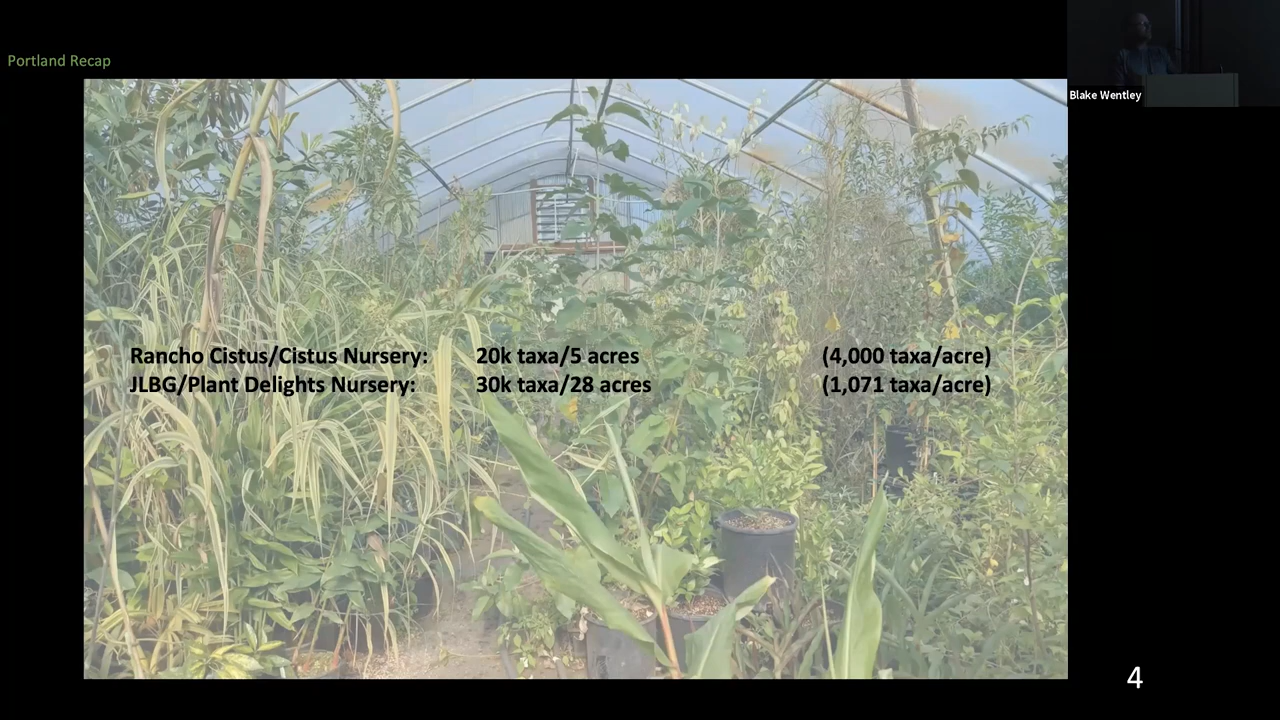 Portland Recap
Blake Wentley
Rancho Cistus/Cistus Nursery: 20k taxa/5 acres (4,000 taxa/acre)
JLBG/Plant Delights Nursery: 30k taxa/28 acres (1,071 taxa/acre)
4